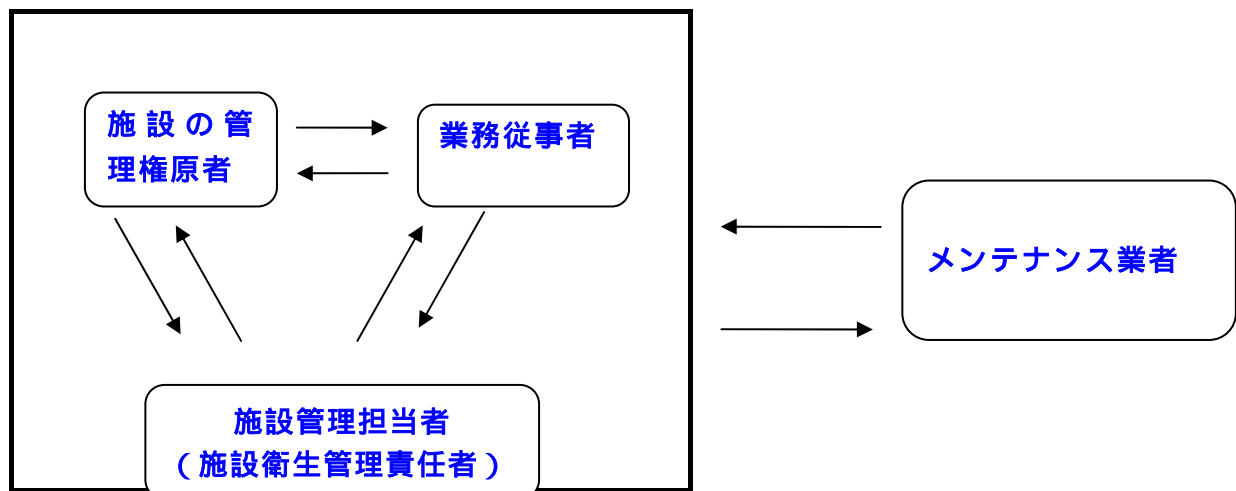 施設の管
理権原者
業務従事者
メンテナンス業者
施設管理担当者
(施設衛生管理責任者)